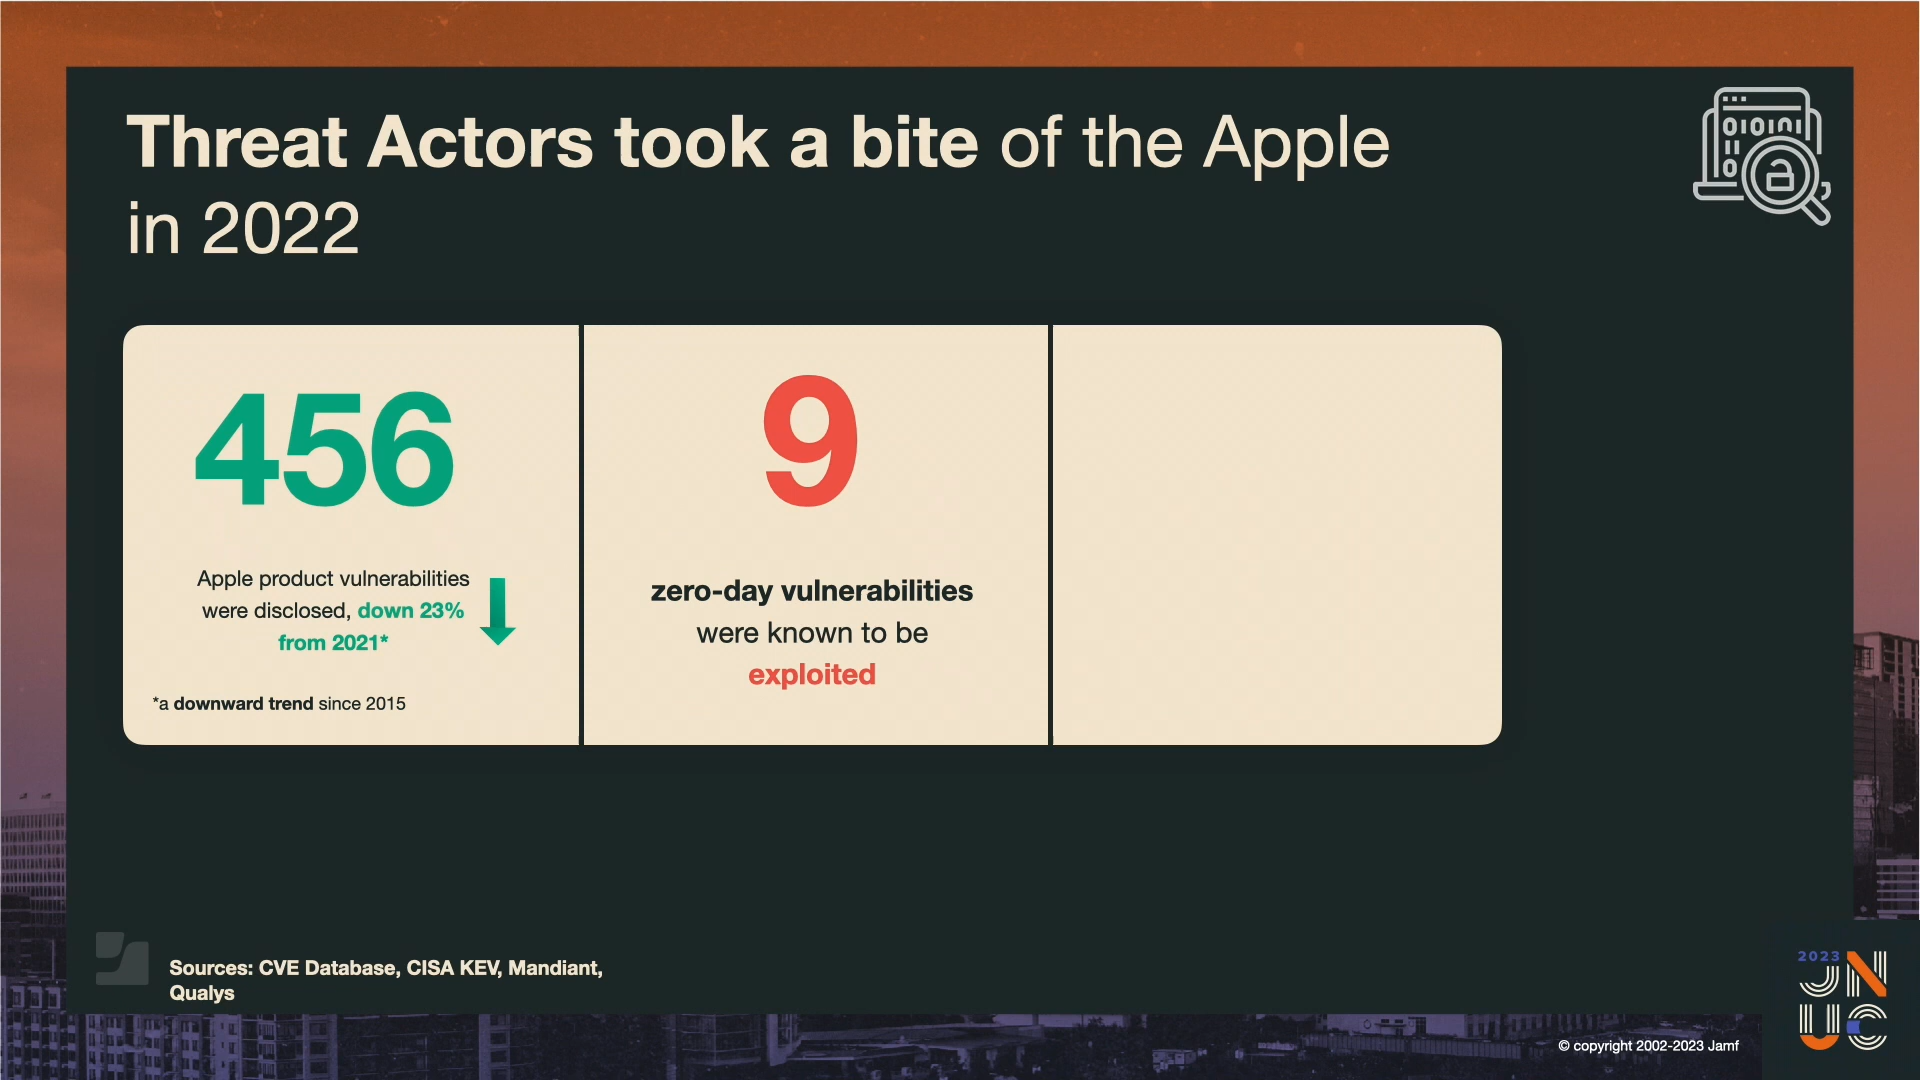 Threat Actors took a bite of the Apple
in 2022
456
Apple product vulnerabilities
were disclosed, down 23%
from 2021*
*a downward trend since 2015
9
zero-day vulnerabilities
were known to be
exploited
Sources: CVE Database, CISA KEV, Mandiant,
Qualys
2023
JN
UC
© copyright 2002-2023 Jamf